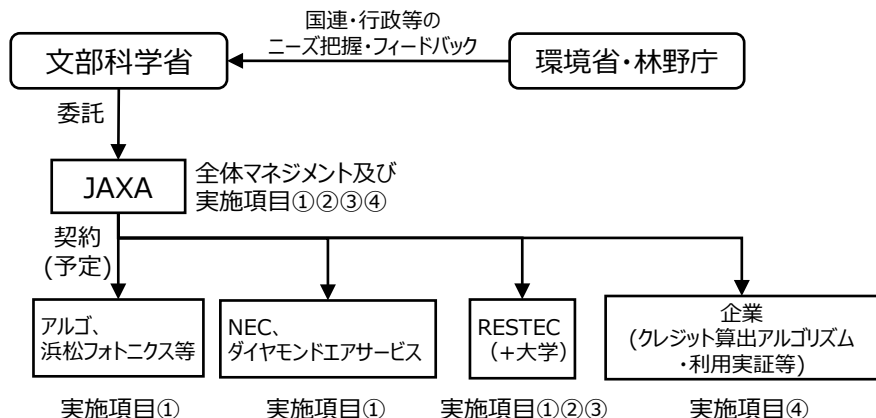 国連・行政等の
ニーズ把握・フィードバック
文部科学省
環境省・林野庁
委託
JAXA
全体マネジメント及び
実施項目①②③④
契約
(予定)
アルゴ、
浜松フォトニクス等
NEC、
ダイヤモンドエアサービス
RESTEC
(+大学)
企業
(クレジット算出アルゴリズム
・利用実証等)
実施項目①
実施項目①
実施項目①②③
実施項目④